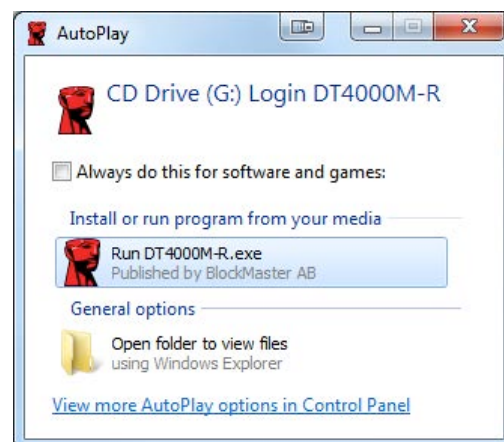 AutoPlay
CD Drive (G:) Login DT4000M-R
Always do this for software and games:
Install or run program from your media
Run DT4000M-R.exe
Published by BlockMaster AB
General options
Open folder to view files
using Windows Explorer
View more AutoPlay options in Control Panel